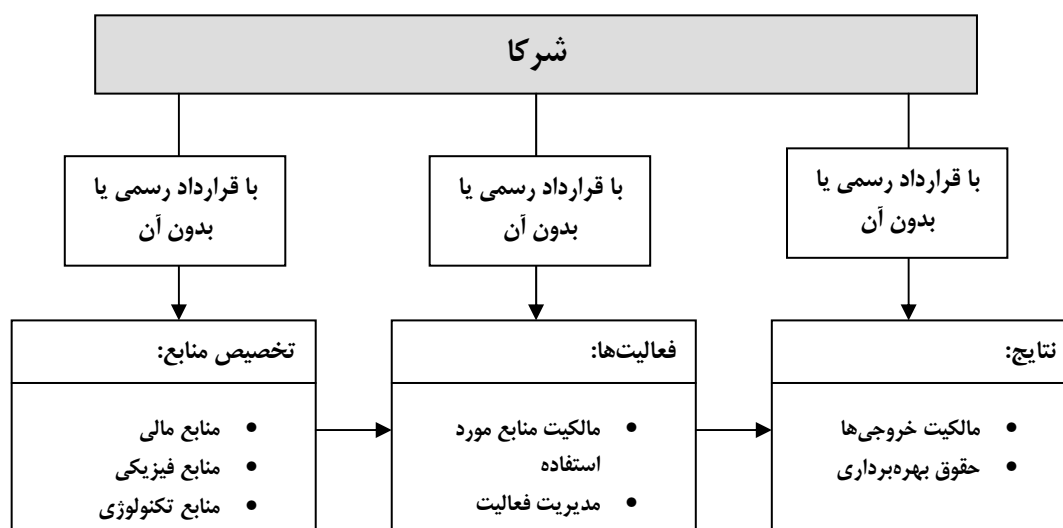 شرکا
با قرارداد رسمی یا
بدون آن
با قرارداد رسمی یا
بدون آن
با قرارداد رسمی یا
بدون آن
تخصیص منابع:
• منابع مالی
• منابع فیزیکی
• منابع تکنولوژی
فعالیت‌ها:
• مالکیت منابع مورد
استفاده
• مدیریت فعالیت
نتایج:
• مالکیت خروجی‌ها
• حقوق بهره‌برداری